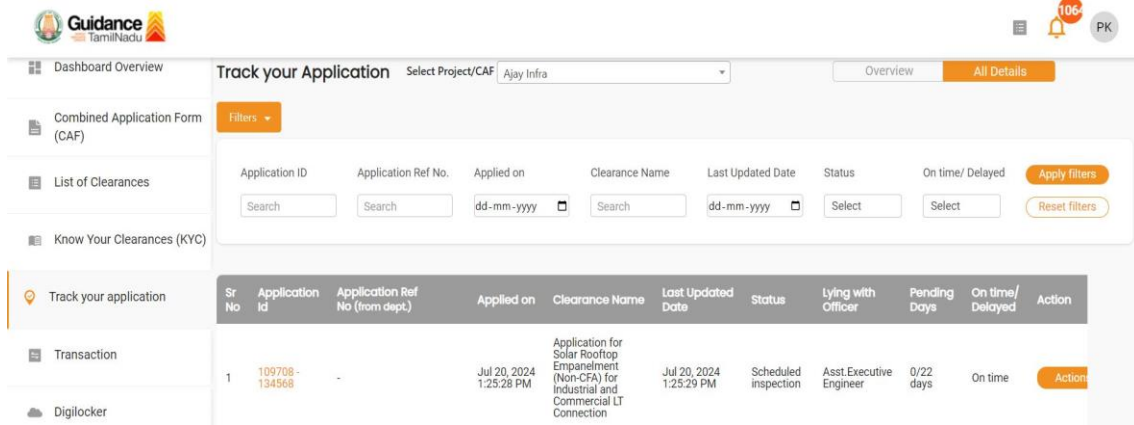 Guidance
TamilNadu
1064
PK
Dashboard Overview
Track your Application Select Project/CAF Ajay Infra Overview All Details
Combined Application Form
(CAF)
Filters
List of Clearances
Application ID Application Ref No. Applied on Clearance Name Last Updated Date Status On time/ Delayed Apply filters
Search Search dd-mm-yyyy Search dd-mm-yyyy Select Select Reset filters
Know Your Clearances (KYC)
Track your application
Sr
No
Application
Id
Application Ref
No (from dept.)
Applied on
Clearance Name
Last Updated
Date
Status
Lying with
Officer
Pending
Days
On time/
Delayed
Action
Transaction
1
109708 -
134568
-
Jul 20, 2024
1:25:28 PM
Application for
Solar Rooftop
Empanelment
(Non-CFA) for
Industrial and
Commercial LT
Connection
Jul 20, 2024
1:25:29 PM
Scheduled
inspection
Asst.Executive
Engineer
0/22
days
On time
Actions
Digilocker